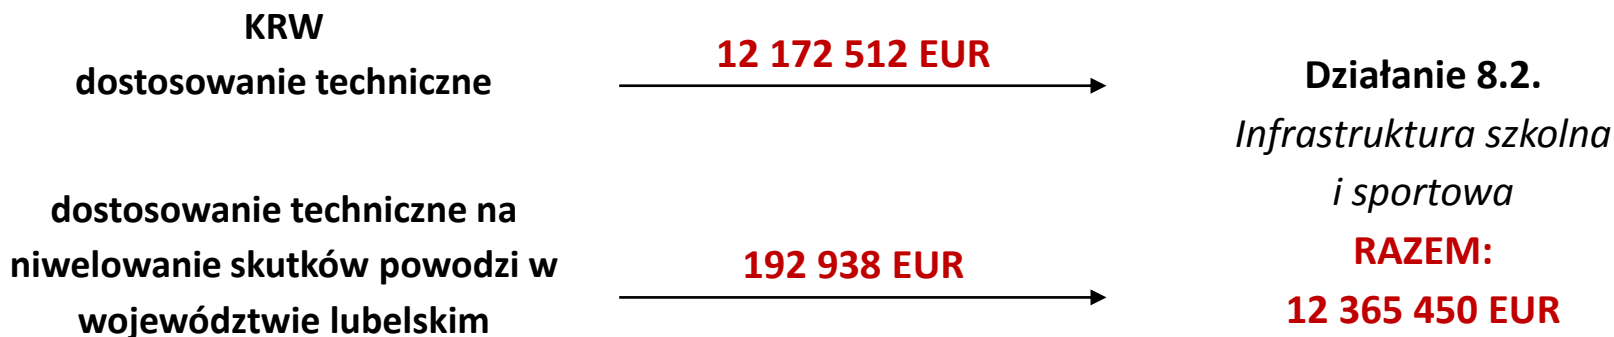 KRW
dostosowanie techniczne
12 172 512 EUR
dostosowanie techniczne na
niwelowanie skutków powodzi w
województwie lubelskim
192 938 EUR
Działanie 8.2.
Infrastruktura szkolna
i sportowa
RAZEM:
12 365 450 EUR